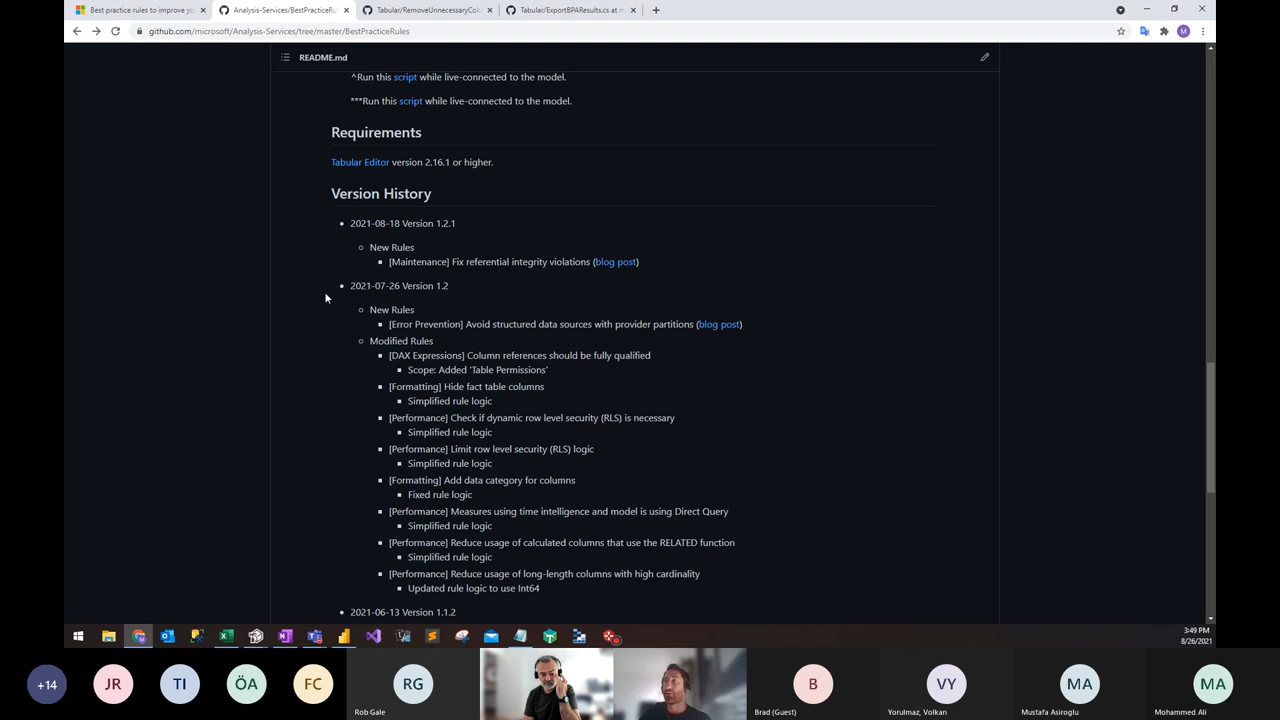 Best practice rules to improve yo
Analysis-Services/BestPracticeRu
Tabular/RemoveUnnecessaryColu
Tabular/ExportBPAResults.cs at m
github.com/microsoft/Analysis-Services/tree/master/BestPracticeRules
M
README.md
^Run this script while live-connected to the model.
***Run this script while live-connected to the model.
Requirements
Tabular Editor version 2.16.1 or higher.
Version History
2021-08-18 Version 1.2.1
New Rules
[Maintenance] Fix referential integrity violations (blog post)
2021-07-26 Version 1.2
New Rules
[Error Prevention] Avoid structured data sources with provider partitions (blog post)
Modified Rules
[DAX Expressions] Column references should be fully qualified
Scope: Added 'Table Permissions'
[Formatting] Hide fact table columns
Simplified rule logic
[Performance] Check if dynamic row level security (RLS) is necessary
Simplified rule logic
[Performance] Limit row level security (RLS) logic
Simplified rule logic
[Formatting] Add data category for columns
Fixed rule logic
[Performance] Measures using time intelligence and model is using Direct Query
Simplified rule logic
[Performance] Reduce usage of calculated columns that use the RELATED function
Simplified rule logic
[Performance] Reduce usage of long-length columns with high cardinality
Updated rule logic to use Int64
2021-06-13 Version 1.1.2
3:49 PM
8/26/2021
+14
JR
TI
ÖA
FC
RG
Rob Gale
B
Brad (Guest)
VY
Yorulmaz, Volkan
MA
Mustafa Asiroglu
MA
Mohammed Ali